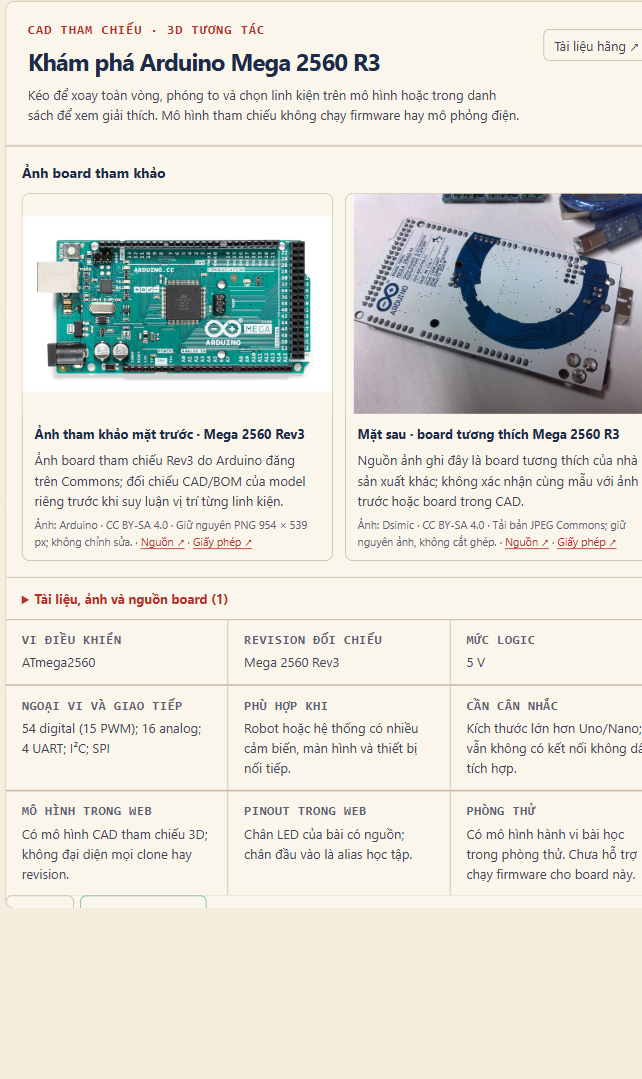 CAD THAM CHIẾU · 3D TƯƠNG TÁC
Khám phá Arduino Mega 2560 R3
Tài liệu hãng ↗
Kéo để xoay toàn vòng, phóng to và chọn linh kiện trên mô hình hoặc trong danh
sách để xem giải thích. Mô hình tham chiếu không chạy firmware hay mô phỏng điện.
Ảnh board tham khảo
ARDUINO.CC
MEGA
ARDUINO
ARDUINO
Ảnh tham khảo mặt trước · Mega 2560 Rev3
Ảnh board tham chiếu Rev3 do Arduino đăng
trên Commons; đối chiếu CAD/BOM của model
riêng trước khi suy luận vị trí từng linh kiện.
Ảnh: Arduino · CC BY-SA 4.0 · Giữ nguyên PNG 954 × 539
px; không chỉnh sửa. · Nguồn ↗ · Giấy phép ↗
Mặt sau · board tương thích Mega 2560 R3
Nguồn ảnh ghi đây là board tương thích của nhà
sản xuất khác; không xác nhận cùng mẫu với ảnh
trước hoặc board trong CAD.
Ảnh: Dsimic · CC BY-SA 4.0 · Tải bản JPEG Commons; giữ
nguyên ảnh, không cắt ghép. · Nguồn ↗ · Giấy phép ↗
▶ Tài liệu, ảnh và nguồn board (1)
VI ĐIỀU KHIỂN
ATmega2560
REVISION ĐỐI CHIẾU
Mega 2560 Rev3
MỨC LOGIC
5 V
NGOẠI VI VÀ GIAO TIẾP
54 digital (15 PWM); 16 analog;
4 UART; I²C; SPI
PHÙ HỢP KHI
Robot hoặc hệ thống có nhiều
cảm biến, màn hình và thiết bị
nối tiếp.
CẦN CÂN NHẮC
Kích thước lớn hơn Uno/Nano;
vẫn không có kết nối không
tích hợp.
MÔ HÌNH TRONG WEB
Có mô hình CAD tham chiếu 3D;
không đại diện mọi clone hay
revision.
PINOUT TRONG WEB
Chân LED của bài có nguồn;
chân đầu vào là alias học tập.
PHÒNG THỬ
Có mô hình hành vi bài học
trong phòng thử. Chưa hỗ trợ
chạy firmware cho board này.